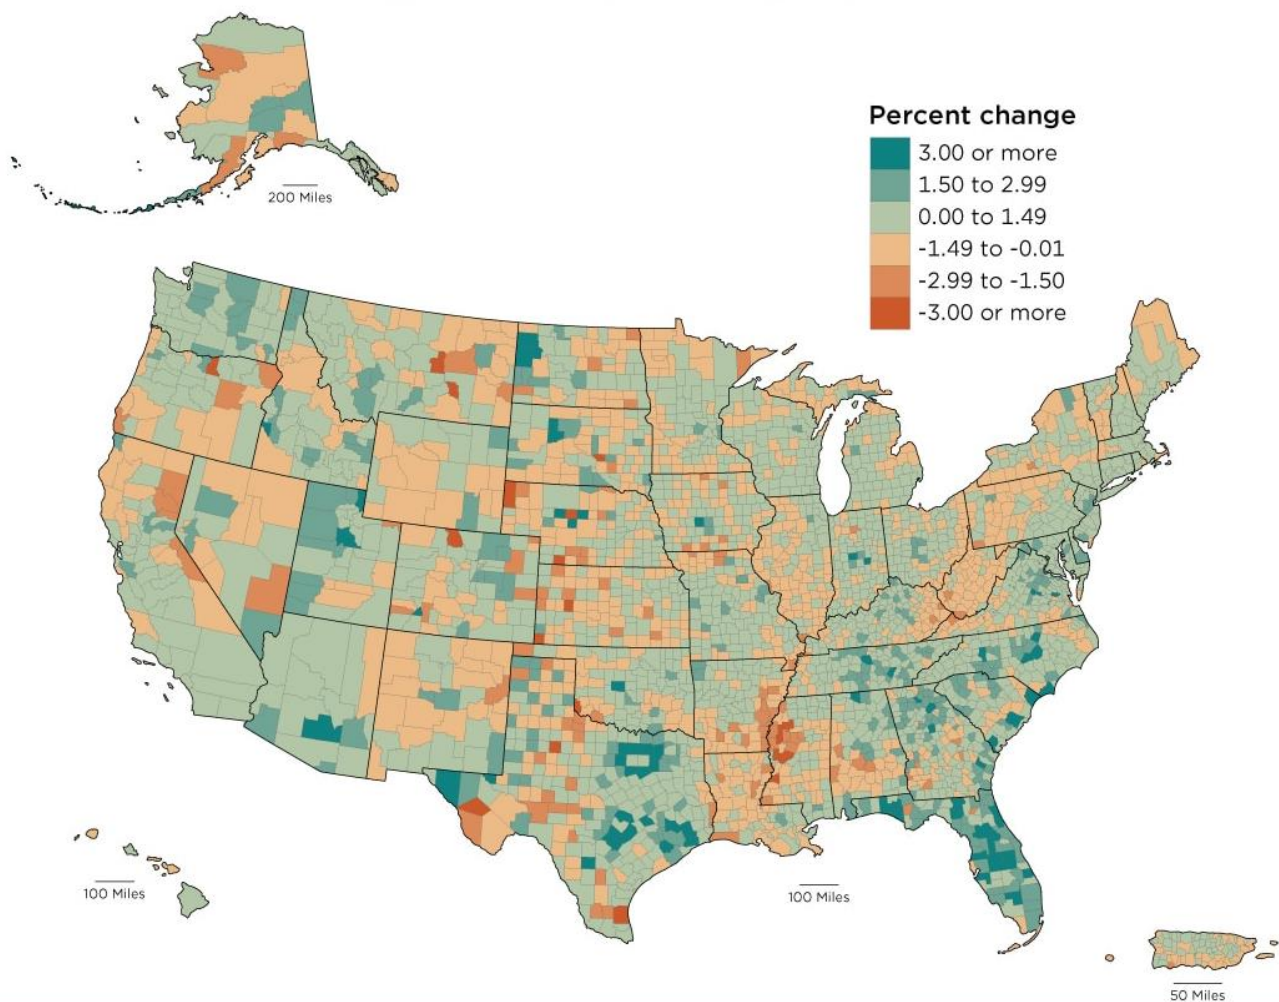 Percent change
3.00 or more
1.50 to 2.99
0.00 to 1.49
-1.49 to -0.01
-2.99 to -1.50
-3.00 or more
200 Miles
100 Miles
100 Miles
50 Miles